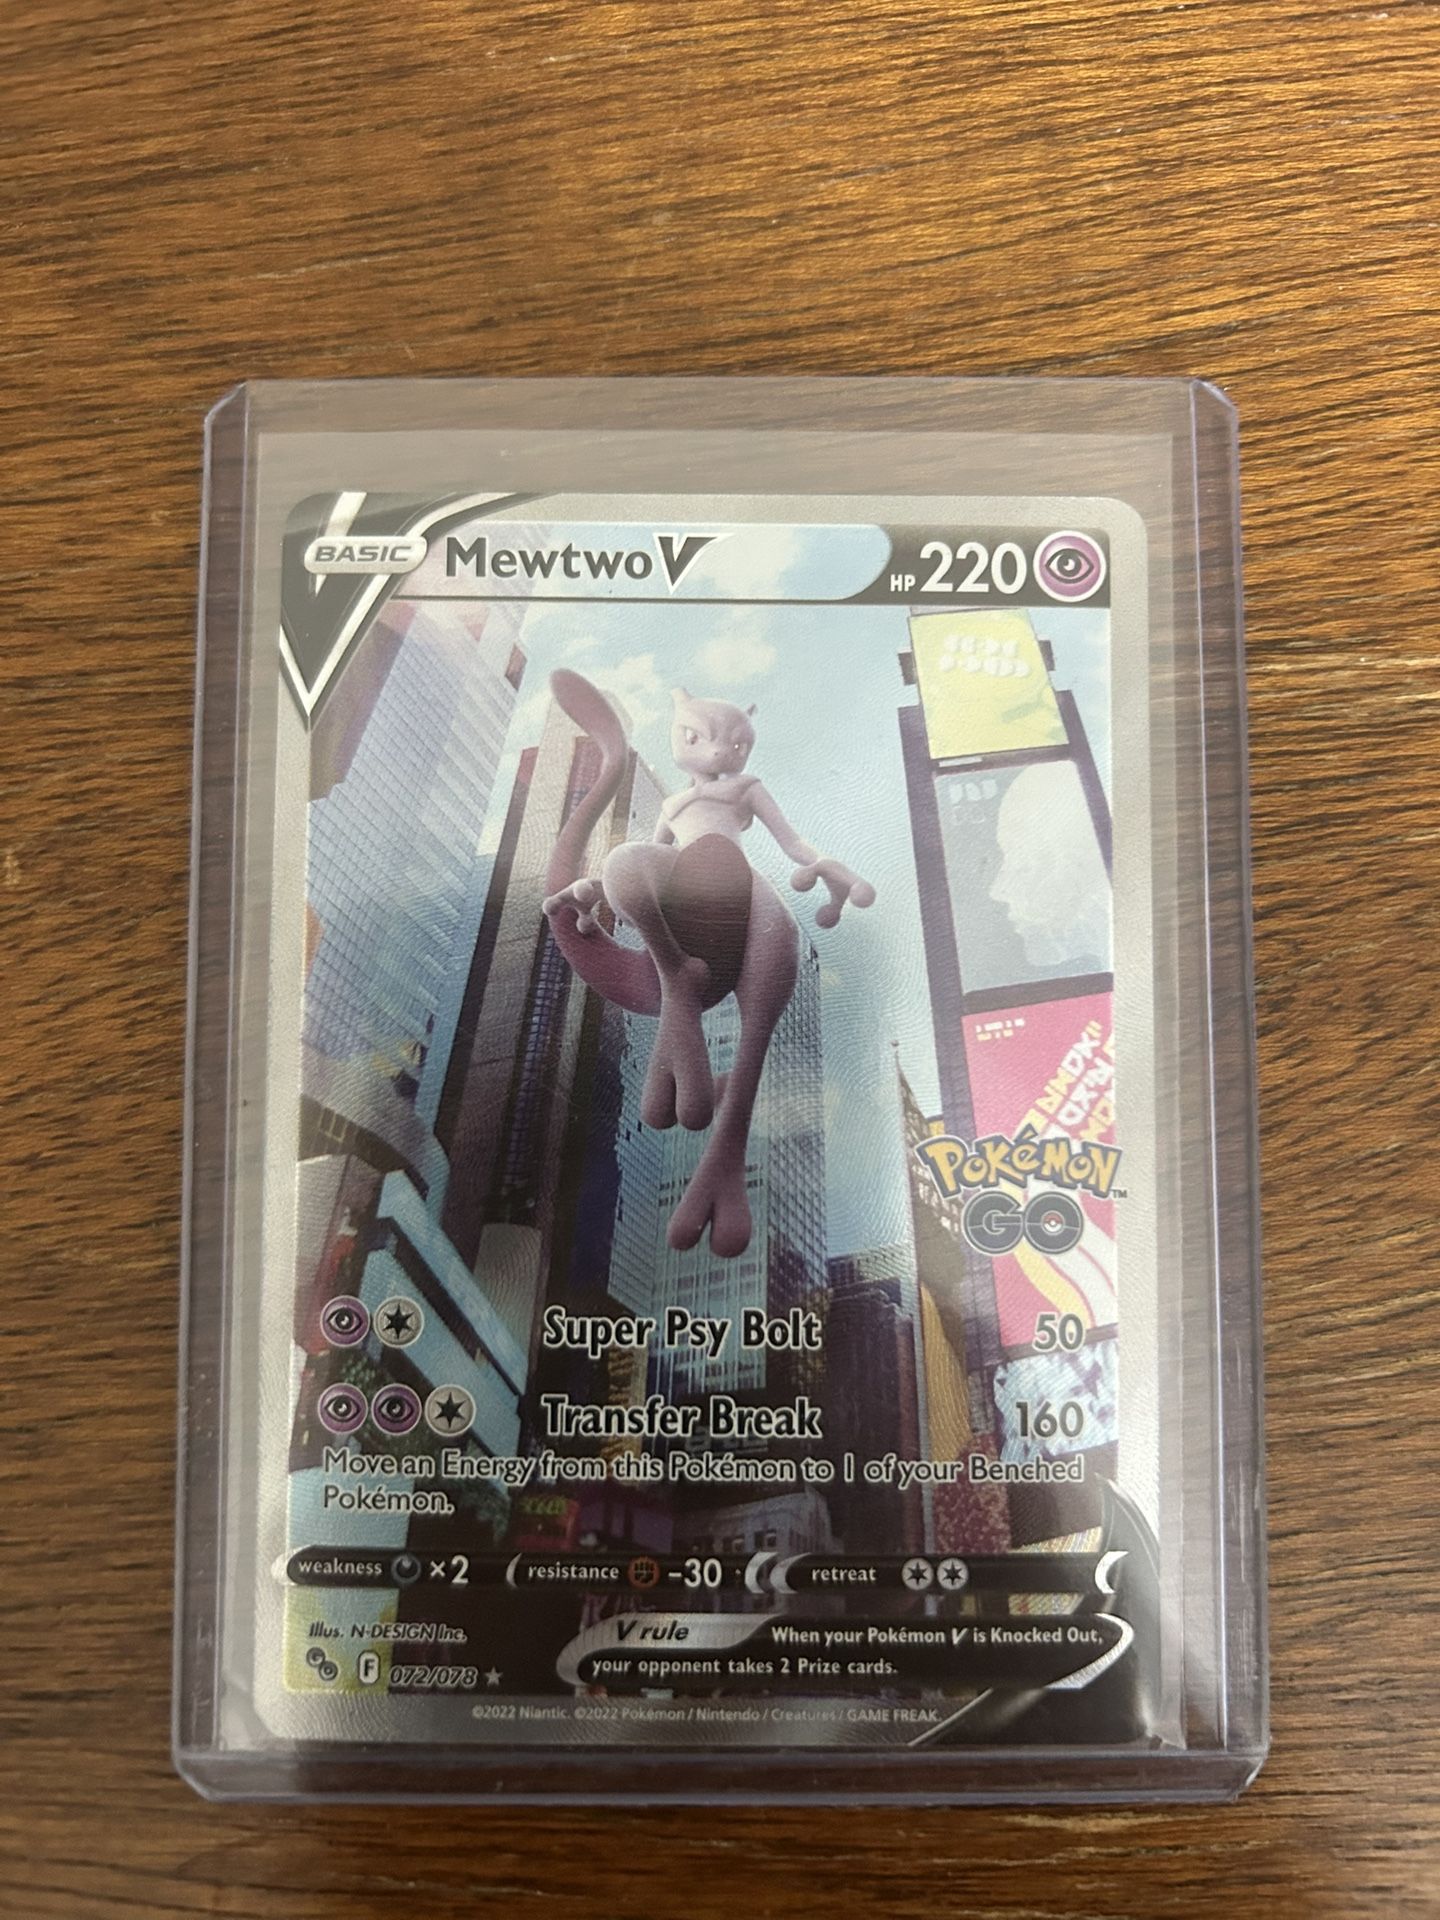 BASIC Mewtwo V HP 220
POKÉMON™
GO
Super Psy Bolt 50
Transfer Break 160
Move an Energy from this Pokémon to 1 of your Benched
Pokémon.
weakness ×2 resistance -30 retreat
Illus. N-DESIGN Inc.
V rule When your Pokémon V is Knocked Out,
your opponent takes 2 Prize cards.
GO F 072/078 ★
©2022 Niantic. ©2022 Pokémon / Nintendo / Creatures / GAME FREAK.